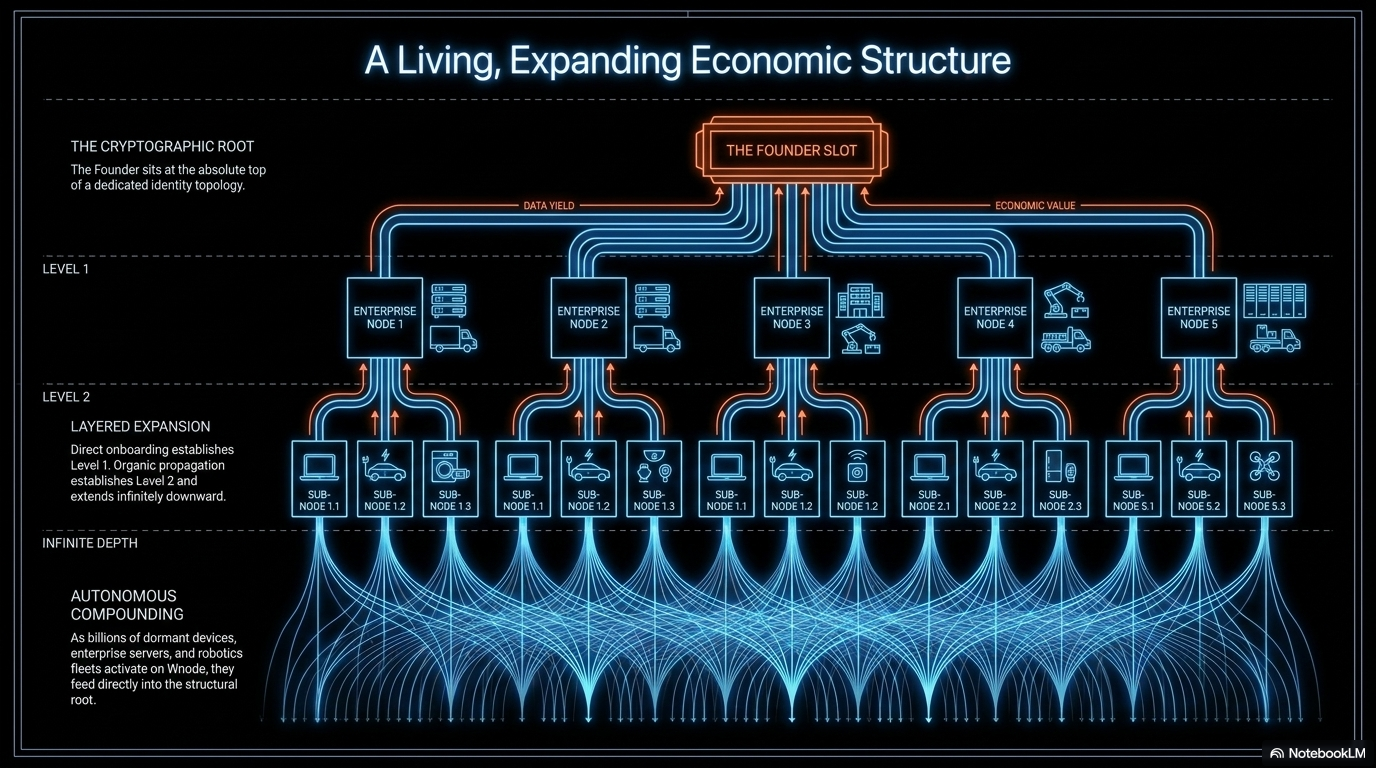 A Living, Expanding Economic Structure
THE CRYPTOGRAPHIC ROOT
The Founder sits at the absolute top
of a dedicated identity topology.
THE FOUNDER SLOT
DATA YIELD
ECONOMIC VALUE
LEVEL 1
ENTERPRISE
NODE 1
ENTERPRISE
NODE 2
ENTERPRISE
NODE 3
ENTERPRISE
NODE 4
ENTERPRISE
NODE 5
LEVEL 2
LAYERED EXPANSION
Direct onboarding establishes
Level 1. Organic propagation
establishes Level 2 and
extends infinitely downward.
SUB-
NODE 1.1
SUB-
NODE 1.2
SUB-
NODE 1 3
SUB-
NODE 1.1
SUB-
NODE 1.2
SUB-
NODE 1.3
SUB-
NODE 1.1
SUB-
NODE 1.2
SUB-
NODE 1.2
SUB-
NODE 2.1
SUB-
NODE 2.2
SUB-
NODE 2.3
SUB-
NODE S.1
SUB-
NODE 5.2
SUB-
NODE 5.3
INFINITE DEPTH
AUTONOMOUS
COMPOUNDING
As billions of dormant devices,
enterprise servers, and robotics
fleets activate on Wnode, they
feed directly into the structural
root.
NotebookLM